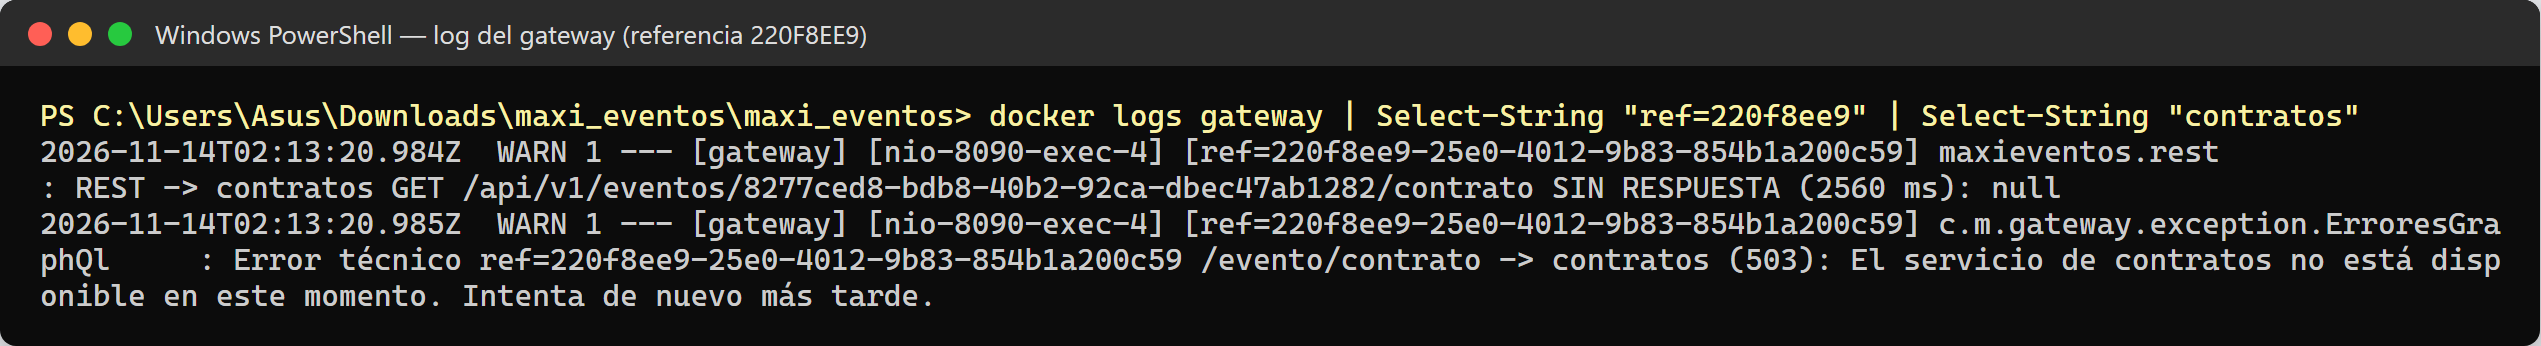 Windows PowerShell — log del gateway (referencia 220F8EE9)
PS C:\Users\Asus\Downloads\maxi_eventos\maxi_eventos> docker logs gateway | Select-String "ref=220f8ee9" | Select-String "contratos"
2026-11-14T02:13:20.984Z  WARN 1 --- [gateway] [nio-8090-exec-4] [ref=220f8ee9-25e0-4012-9b83-854b1a200c59] maxieventos.rest
: REST -> contratos GET /api/v1/eventos/8277ced8-bdb8-40b2-92ca-dbec47ab1282/contrato SIN RESPUESTA (2560 ms): null
2026-11-14T02:13:20.985Z  WARN 1 --- [gateway] [nio-8090-exec-4] [ref=220f8ee9-25e0-4012-9b83-854b1a200c59] c.m.gateway.exception.ErroresGra
phQl      : Error técnico ref=220f8ee9-25e0-4012-9b83-854b1a200c59 /evento/contrato -> contratos (503): El servicio de contratos no está disp
onible en este momento. Intenta de nuevo más tarde.